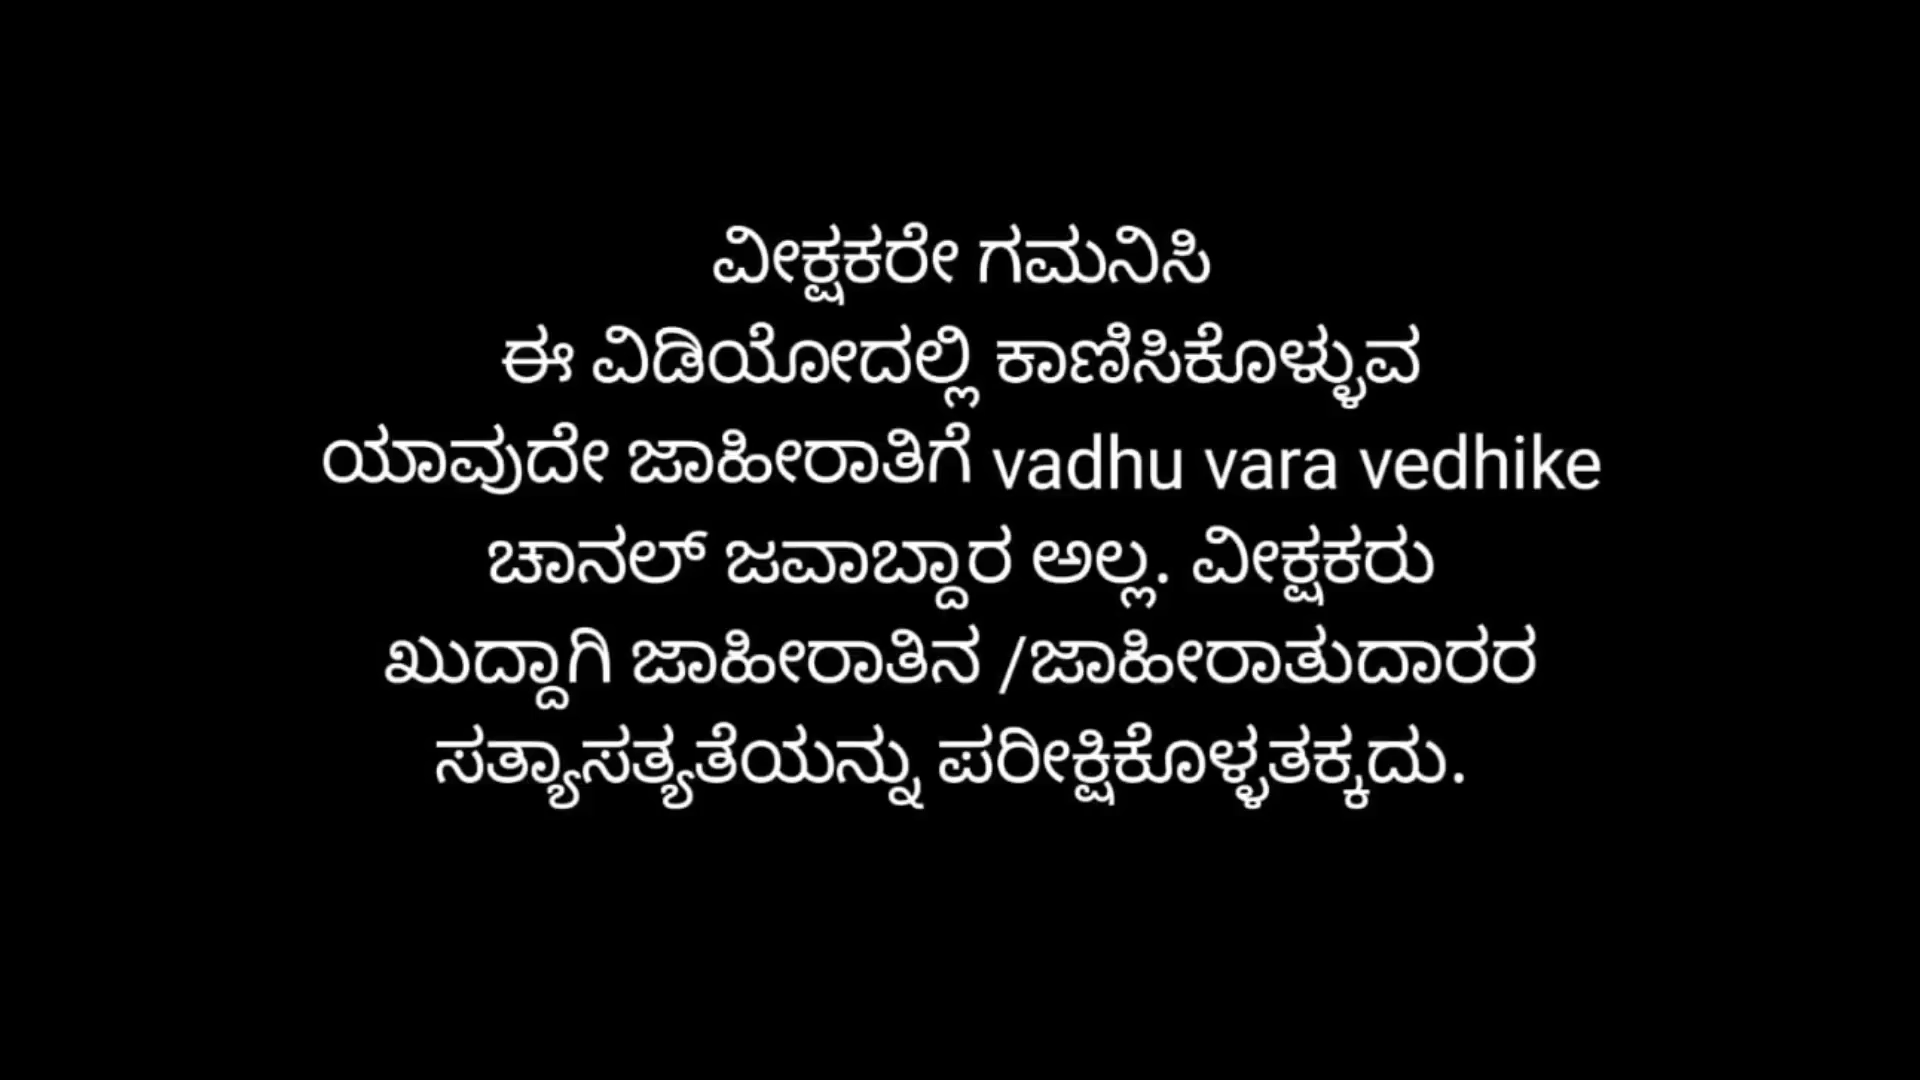 ವೀಕ್ಷಕರೇ ಗಮನಿಸಿ
ಈ ವಿಡಿಯೋದಲ್ಲಿ ಕಾಣಿಸಿಕೊಳ್ಳುವ
ಯಾವುದೇ ಜಾಹೀರಾತಿಗೆ vadhu vara vedhike
ಚಾನಲ್ ಜವಾಬ್ದಾರ ಅಲ್ಲ. ವೀಕ್ಷಕರು
ಖುದ್ದಾಗಿ ಜಾಹೀರಾತಿನ /ಜಾಹೀರಾತುದಾರರ
ಸತ್ಯಾಸತ್ಯತೆಯನ್ನು ಪರೀಕ್ಷಿಕೊಳ್ಳತಕ್ಕದು.